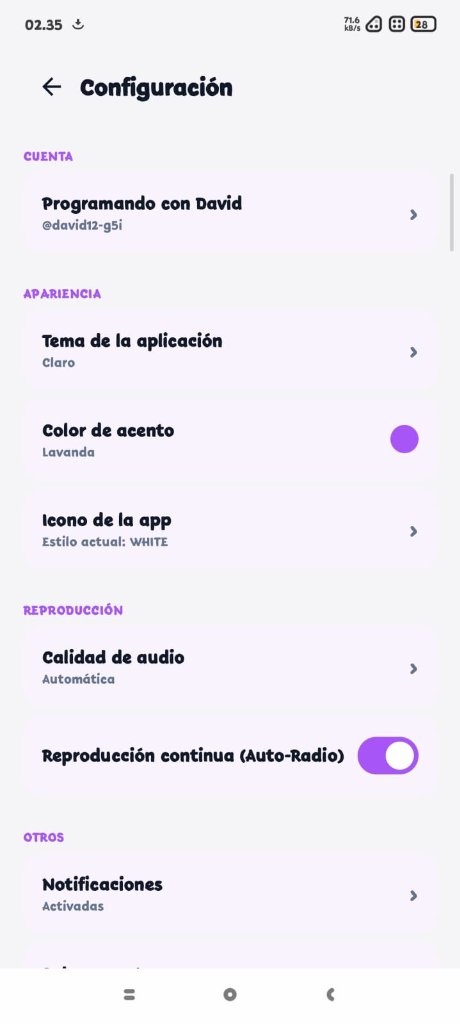 02.35
71.6
kB/s
28
Configuración
CUENTA
Programando con David
@david12-g5i
APARIENCIA
Tema de la aplicación
Claro
Color de acento
Lavanda
Icono de la app
Estilo actual: WHITE
REPRODUCCIÓN
Calidad de audio
Automática
Reproducción continua (Auto-Radio)
OTROS
Notificaciones
Activadas